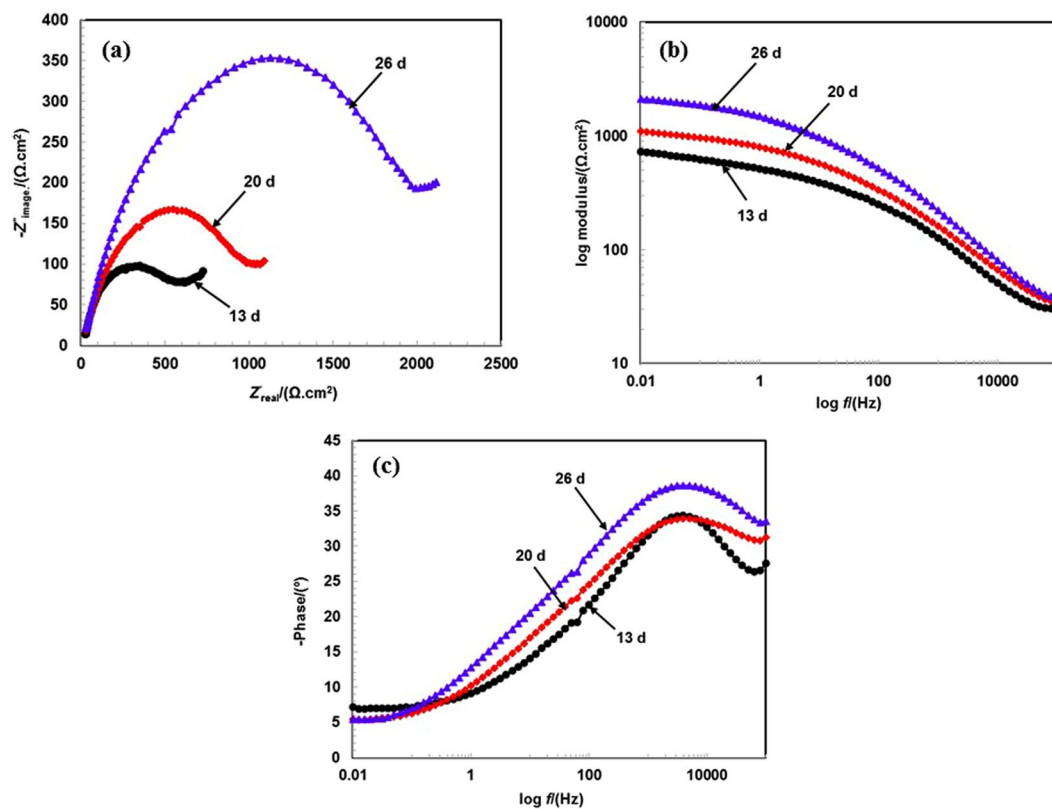 (a)
400
350
300
250
200
150
100
50
0
0 500 1000 1500 2000 2500
-Z"image./(Ω.cm2)
Zreal/(Ω.cm2)
26 d
20 d
13 d
(b)
10000
1000
100
10
0.01 1 100 10000
log modulus/(Ω.cm2)
log f/(Hz)
26 d
20 d
13 d
(c)
45
40
35
30
25
20
15
10
5
0
0.01 1 100 10000
-Phase/(°)
log f/(Hz)
26 d
20 d
13 d